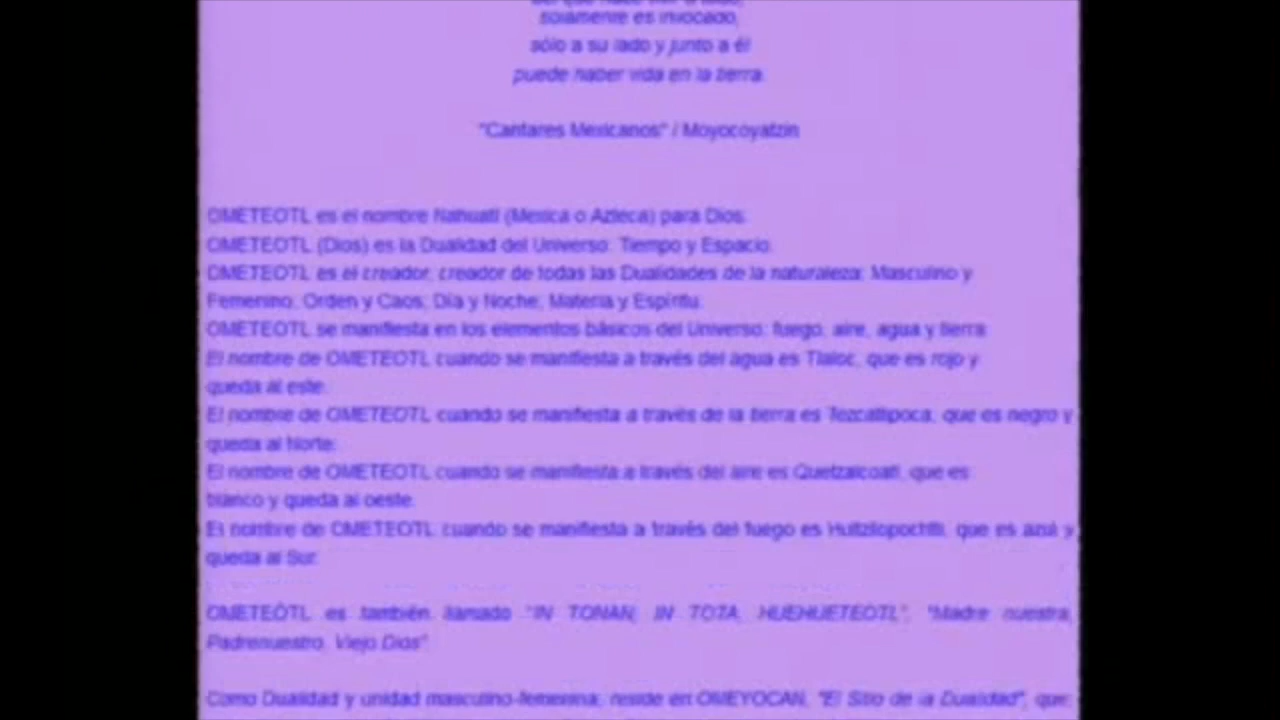 del que hace vivir a todo,
solamente es invocado,
sólo a su lado y junto a él
puede haber vida en la tierra.
"Cantares Mexicanos" / Moyocoyatzin
OMETEOTL es el nombre Nahuatl (Mexica o Azteca) para Dios.
OMETEOTL (Dios) es la Dualidad del Universo: Tiempo y Espacio.
OMETEOTL es el creador, creador de todas las Dualidades de la naturaleza: Masculino y
Femenino; Orden y Caos; Día y Noche; Materia y Espíritu.
OMETEOTL se manifiesta en los elementos básicos del Universo: fuego, aire, agua y tierra.
El nombre de OMETEOTL cuando se manifiesta a través del agua es Tlaloc, que es rojo y
queda al este.
El nombre de OMETEOTL cuando se manifiesta a través de la tierra es Tezcatlipoca, que es negro y
queda al Norte.
El nombre de OMETEOTL cuando se manifiesta a través del aire es Quetzalcoatl, que es
blanco y queda al oeste.
El nombre de OMETEOTL cuando se manifiesta a través del fuego es Huitzilopochtli, que es azul y
queda al Sur.
OMETEÓTL es también llamado "IN TONAN, IN TOTA, HUEHUETEOTL", "Madre nuestra,
Padrenuestro, Viejo Dios".
Como Dualidad y unidad masculino-femenina, reside en OMEYOCAN, "El Sitio de la Dualidad", que,